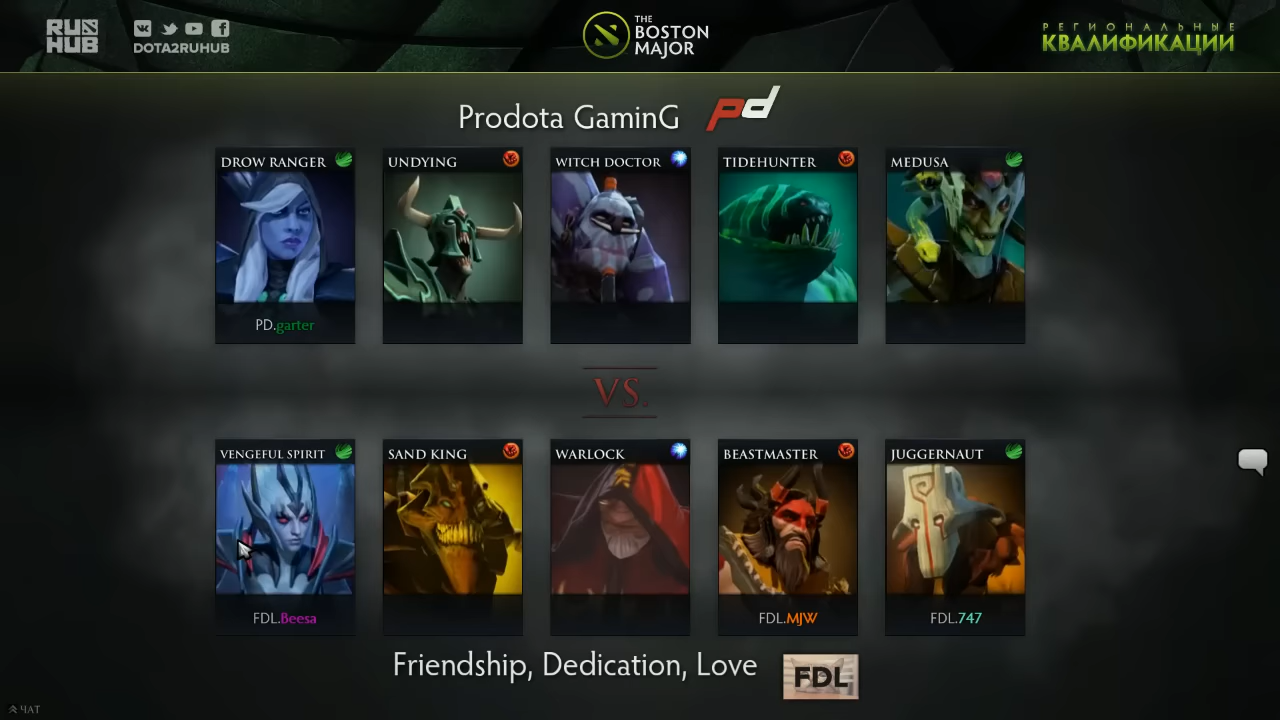 RU
HUB
DOTA2RUHUB
THE
BOSTON
MAJOR
РЕГИОНАЛЬНЫЕ
КВАЛИФИКАЦИИ
Prodota GaminG pd
DROW RANGER
UNDYING
WITCH DOCTOR
TIDEHUNTER
MEDUSA
PD.garter
VS.
VENGEFUL SPIRIT
SAND KING
WARLOCK
BEASTMASTER
JUGGERNAUT
FDL.Beesa
FDL.MJW
FDL.747
Friendship, Dedication, Love FDL
ЧАТ